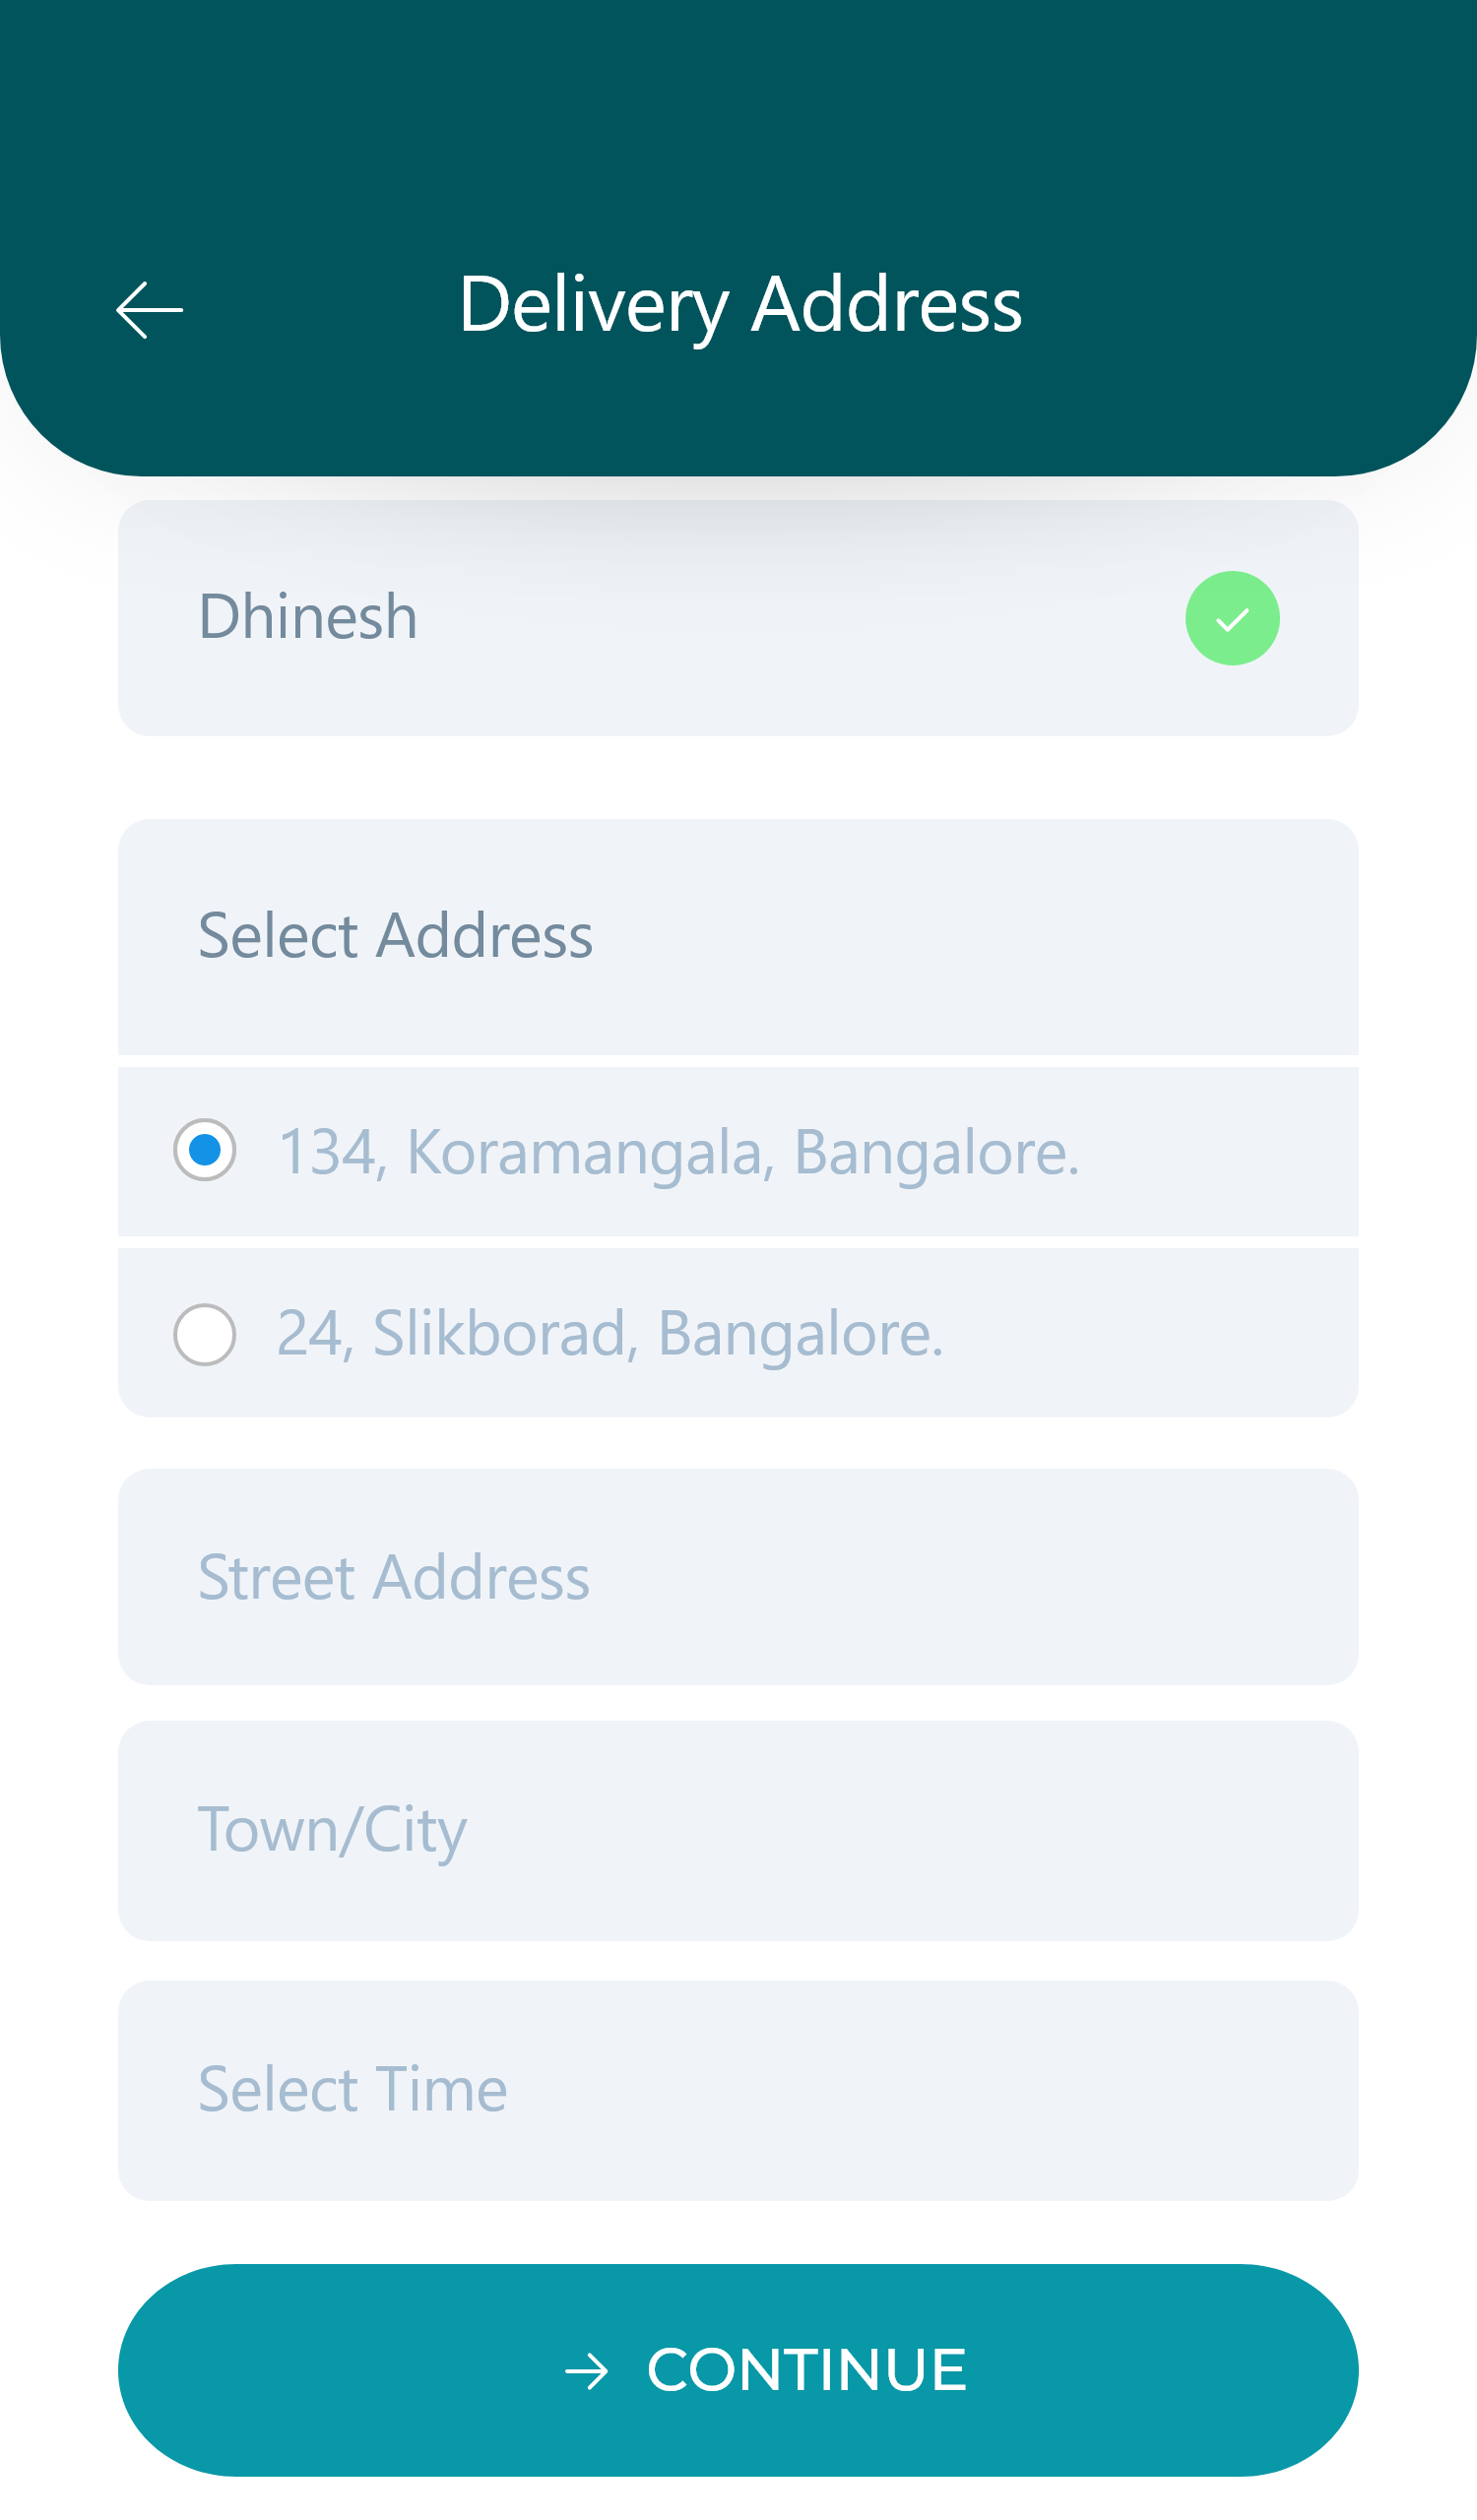 Delivery Address
Dhinesh
Select Address
134, Koramangala, Bangalore.
24, Slikborad, Bangalore.
Street Address
Town/City
Select Time
CONTINUE